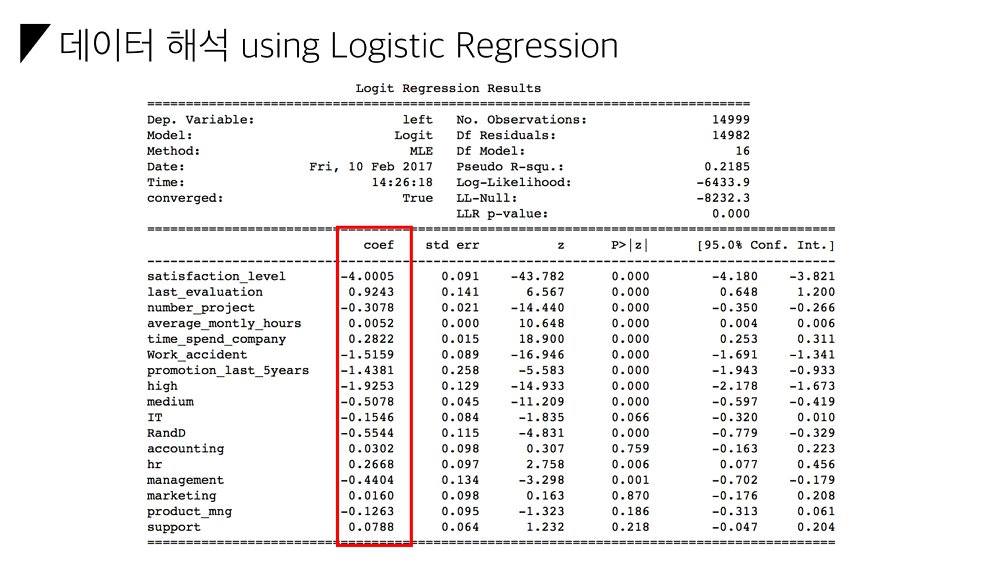 데이터 해석 using Logistic Regression
Logit Regression Results
==============================================================================
Dep. Variable: left No. Observations: 14999
Model: Logit Df Residuals: 14982
Method: MLE Df Model: 16
Date: Fri, 10 Feb 2017 Pseudo R-squ.: 0.2185
Time: 14:26:18 Log-Likelihood: -6433.9
converged: True LL-Null: -8232.3
LLR p-value: 0.000
=========================================================================================
coef std err z P>|z| [95.0% Conf. Int.]
-----------------------------------------------------------------------------------------
satisfaction_level -4.0005 0.091 -43.782 0.000 -4.180 -3.821
last_evaluation 0.9243 0.141 6.567 0.000 0.648 1.200
number_project -0.3078 0.021 -14.440 0.000 -0.350 -0.266
average_montly_hours 0.0052 0.000 10.648 0.000 0.004 0.006
time_spend_company 0.2822 0.015 18.900 0.000 0.253 0.311
Work_accident -1.5159 0.089 -16.946 0.000 -1.691 -1.341
promotion_last_5years -1.4381 0.258 -5.583 0.000 -1.943 -0.933
high -1.9253 0.129 -14.933 0.000 -2.178 -1.673
medium -0.5078 0.045 -11.209 0.000 -0.597 -0.419
IT -0.1546 0.084 -1.835 0.066 -0.320 0.010
RandD -0.5544 0.115 -4.831 0.000 -0.779 -0.329
accounting 0.0302 0.098 0.307 0.759 -0.163 0.223
hr 0.2668 0.097 2.758 0.006 0.077 0.456
management -0.4404 0.134 -3.298 0.001 -0.702 -0.179
marketing 0.0160 0.098 0.163 0.870 -0.176 0.208
product_mng -0.1263 0.095 -1.323 0.186 -0.313 0.061
support 0.0788 0.064 1.232 0.218 -0.047 0.204
=========================================================================================